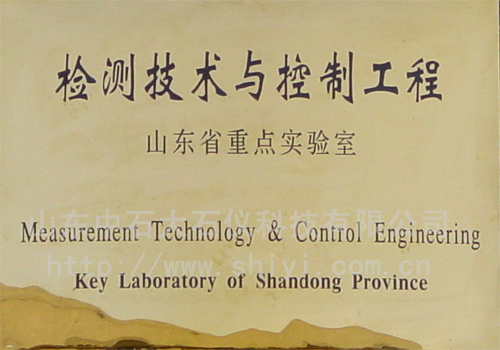 检测技术与控制工程
山东省重点实验室
山东中石大石仪科技有限公司
Measurement Technology & Control Engineering
http://www.shiyi.com.cn
Key Laboratory of Shandong Province